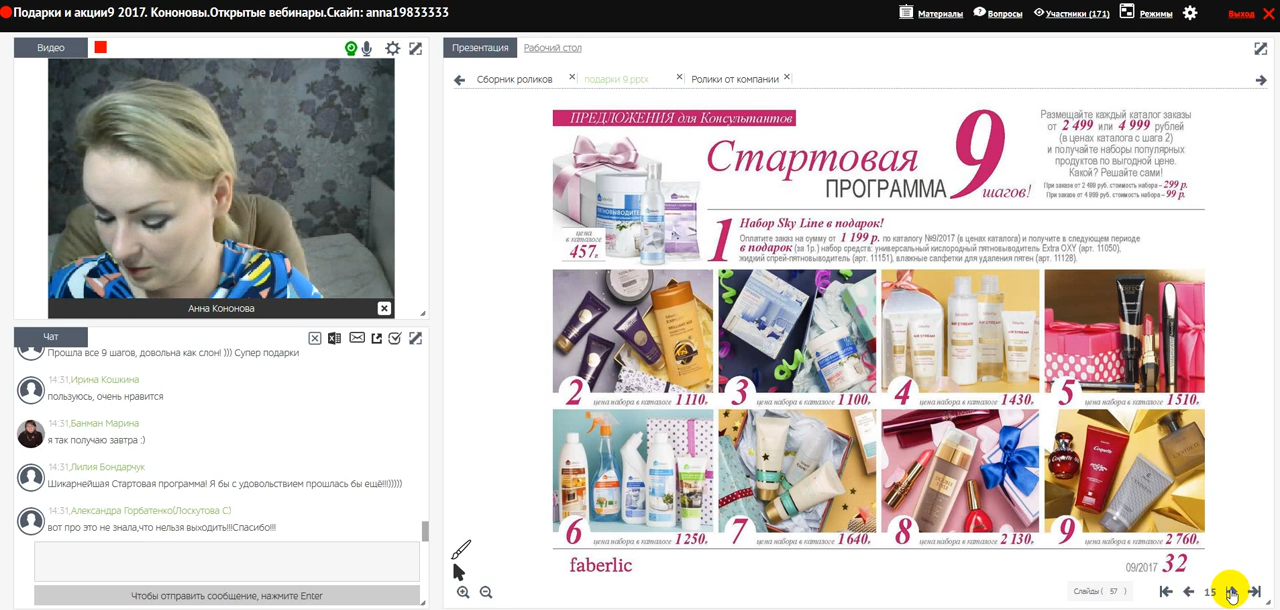 Подарки и акции9 2017. Кононовы.Открытые вебинары.Скайп: anna19833333
Материалы
Вопросы
Участники (171)
Режимы
Выход
Видео
Анна Кононова
Чат
Прошла все 9 шагов, довольна как слон! ))) Супер подарки
14:31,Ирина Кошкина
пользуюсь, очень нравится
14:31,Банман Марина
я так получаю завтра :)
14:31,Лилия Бондарчук
Шикарнейшая Стартовая программа! Я бы с удовольствием прошлась бы ещё!!!)))))
14:31,Александра Горбатенко(Лоскутова С)
вот про это не знала,что нельзя выходить!!!Спасибо!!!
Чтобы отправить сообщение, нажмите Enter
Презентация
Рабочий стол
Сборник роликов
подарки 9.pptx
Ролики от компании
ПРЕДЛОЖЕНИЯ для Консультантов
Стартовая
ПРОГРАММА
9
шагов!
Размещайте каждый каталог заказы
от 2 499 или 4 999 рублей
(в ценах каталога с шага 2)
и получайте наборы популярных
продуктов по выгодной цене.
Какой? Решайте сами!
При заказе от 2 499 руб. стоимость набора – 299 р.
При заказе от 4 999 руб. стоимость набора – 99 р.
цена
в каталоге
457р.
1
Набор Sky Line в подарок!
Оплатите заказ на сумму от 1 199 р. по каталогу №9/2017 (в ценах каталога) и получите в следующем периоде
в подарок (за 1р.) набор средств: универсальный кислородный пятновыводитель Extra OXY (арт. 11050),
жидкий спрей-пятновыводитель (арт. 11151), влажные салфетки для удаления пятен (арт. 11128).
2 цена набора в каталоге 1 110р.
3 цена набора в каталоге 1 100р.
4 цена набора в каталоге 1 430р.
5 цена набора в каталоге 1 510р.
6 цена набора в каталоге 1 250р.
7 цена набора в каталоге 1 640р.
8 цена набора в каталоге 2 130р.
9 цена набора в каталоге 2 760р.
faberlic
09/2017 32
Слайды ( 57 )
15